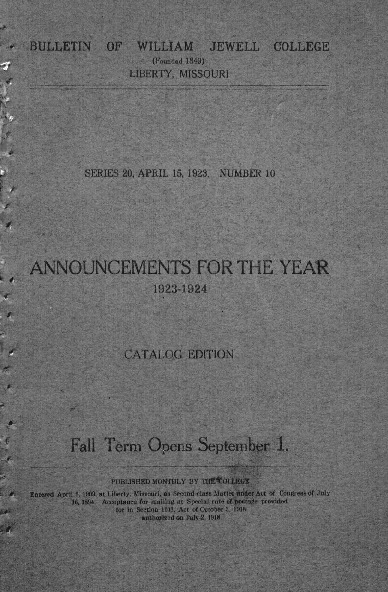 BULLETIN OF WILLIAM JEWELL COLLEGE
(Founded 1849)
LIBERTY, MISSOURI
SERIES 20, APRIL 15, 1923, NUMBER 10
ANNOUNCEMENTS FOR THE YEAR
1923-1924
CATALOG EDITION
Fall Term Opens September 1.
PUBLISHED MONTHLY BY THE COLLEGE
Entered April 1, 1902 at Liberty, Missouri, as Second-class Matter under Act of Congress of July
16, 1894. Acceptance for mailing at Special rate of postage provided
for in Section 1103, Act of October 3, 1918
authorized on July 2, 1918